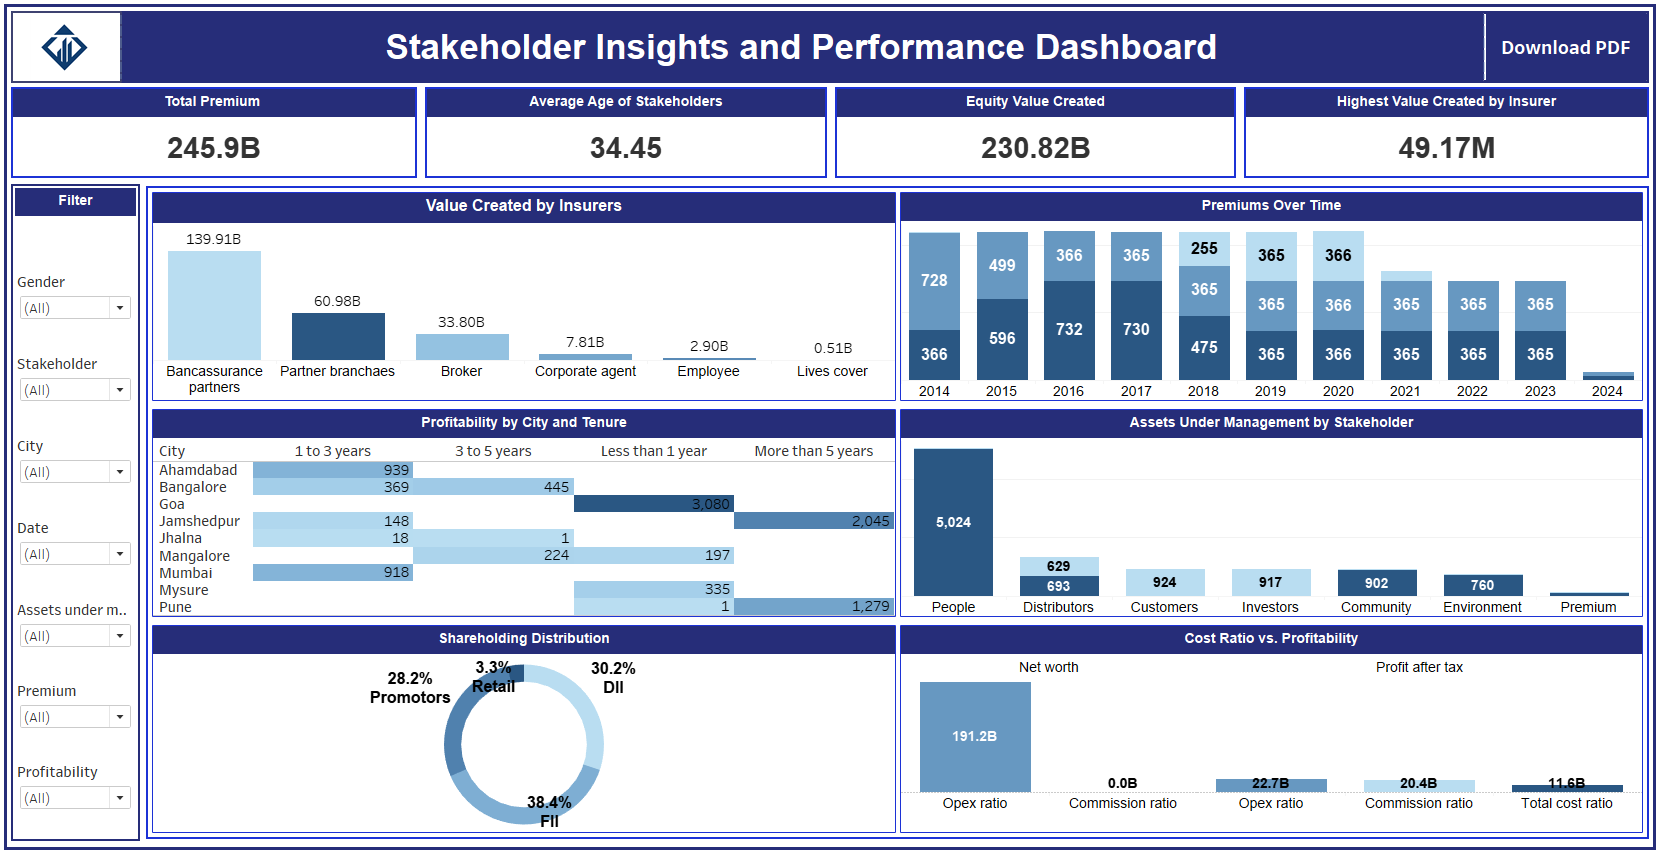 Stakeholder Insights and Performance Dashboard
Download PDF
Total Premium
245.9B
Average Age of Stakeholders
34.45
Equity Value Created
230.82B
Highest Value Created by Insurer
49.17M
Filter
Gender
(All)
Stakeholder
(All)
City
(All)
Date
(All)
Assets under m..
(All)
Premium
(All)
Profitability
(All)
Value Created by Insurers
139.91B
60.98B
33.80B
7.81B
2.90B
0.51B
Bancassurance
partners
Partner branchaes
Broker
Corporate agent
Employee
Lives cover
Premiums Over Time
728
366
499
596
366
732
365
730
255
365
475
365
365
365
366
366
366
365
365
365
365
365
365
2014 2015 2016 2017 2018 2019 2020 2021 2022 2023 2024
Profitability by City and Tenure
City 1 to 3 years 3 to 5 years Less than 1 year More than 5 years
Ahamdabad 939
Bangalore 369 445
Goa 3,080
Jamshedpur 148 2,045
Jhalna 18 1
Mangalore 224 197
Mumbai 918
Mysure 335
Pune 1 1,279
Assets Under Management by Stakeholder
5,024
629
693
924
917
902
760
People Distributors Customers Investors Community Environment Premium
Shareholding Distribution
3.3%
Retail
30.2%
DII
28.2%
Promotors
38.4%
FII
Cost Ratio vs. Profitability
Net worth Profit after tax
191.2B
0.0B
22.7B
20.4B
11.6B
Opex ratio Commission ratio Opex ratio Commission ratio Total cost ratio